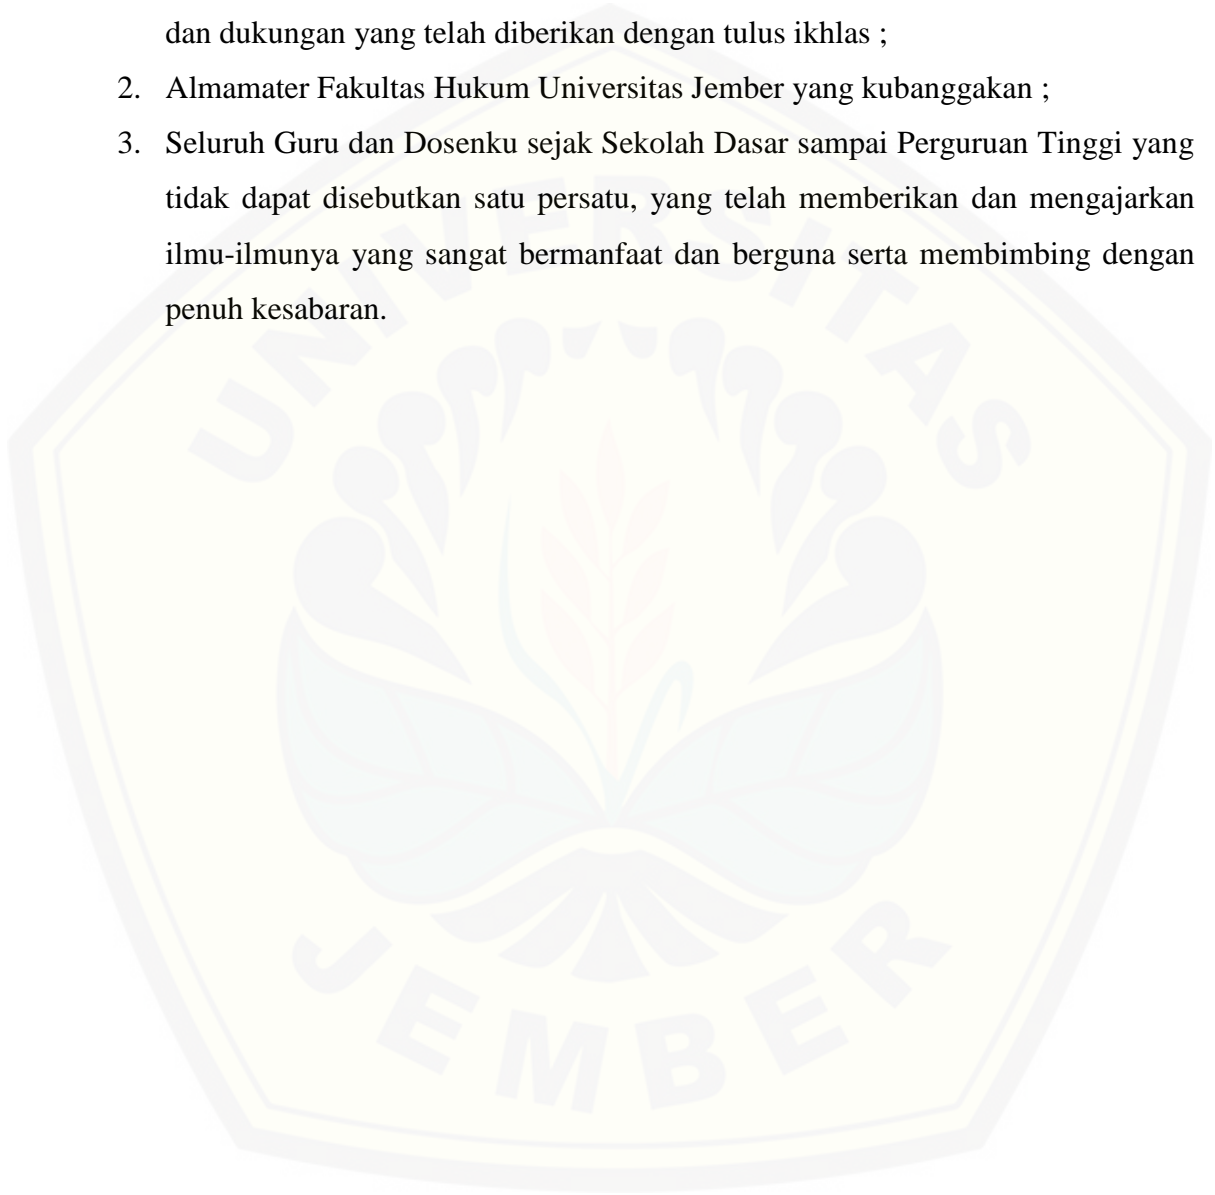 dan dukungan yang telah diberikan dengan tulus ikhlas ;
2. Almamater Fakultas Hukum Universitas Jember yang kubanggakan ;
3. Seluruh Guru dan Dosenku sejak Sekolah Dasar sampai Perguruan Tinggi yang
tidak dapat disebutkan satu persatu, yang telah memberikan dan mengajarkan
ilmu-ilmunya yang sangat bermanfaat dan berguna serta membimbing dengan
penuh kesabaran.
UNIVERSITAS
JEMBER